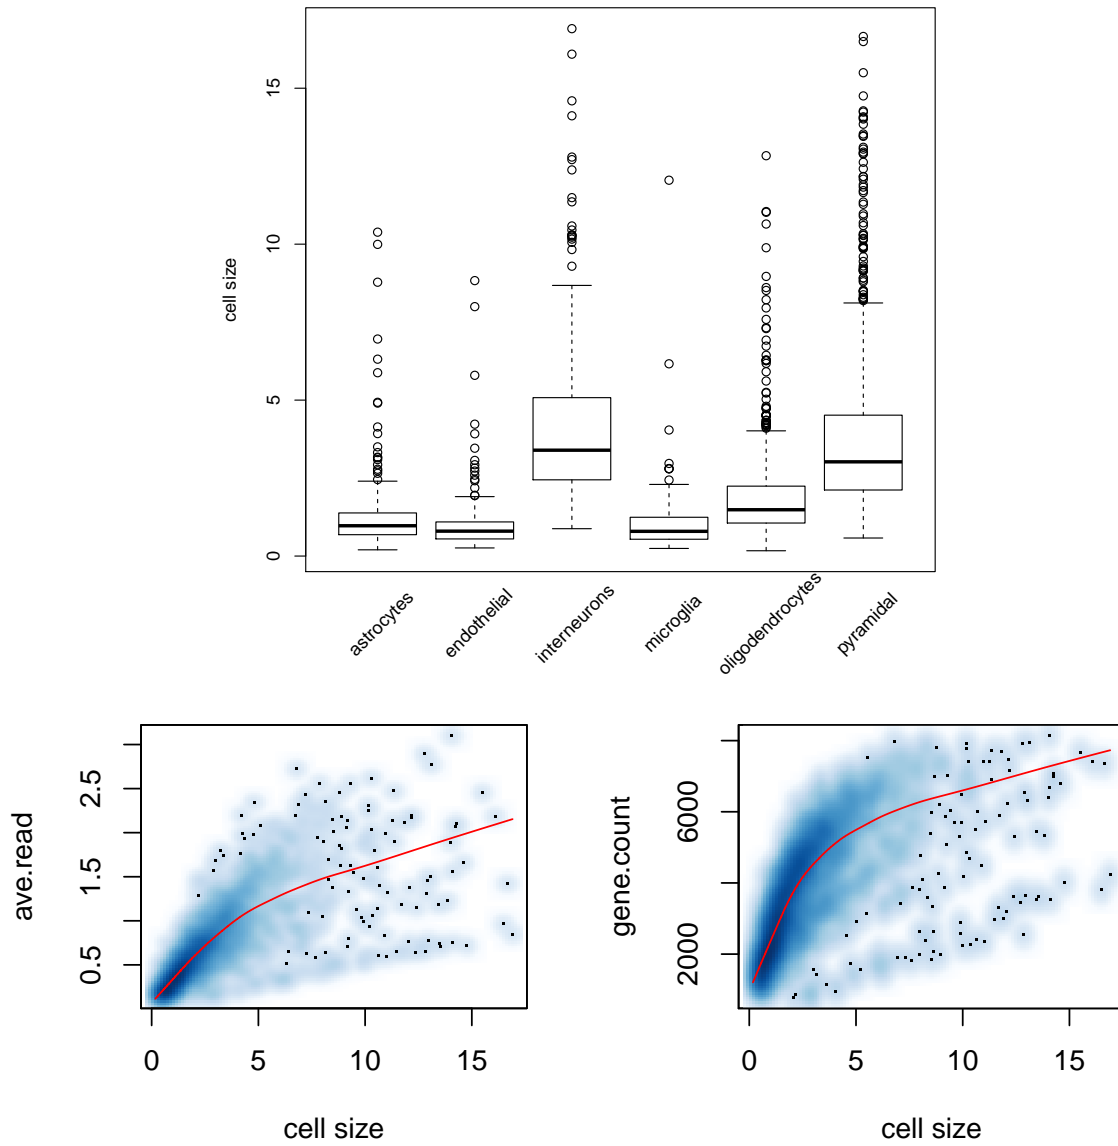 15
10
5
0
cell size
astrocytes
endothelial
interneurons
microglia
oligodendrocytes
pyramidal
2.5
1.5
0.5
ave.read
0 5 10 15
cell size
6000
2000
gene.count
0 5 10 15
cell size